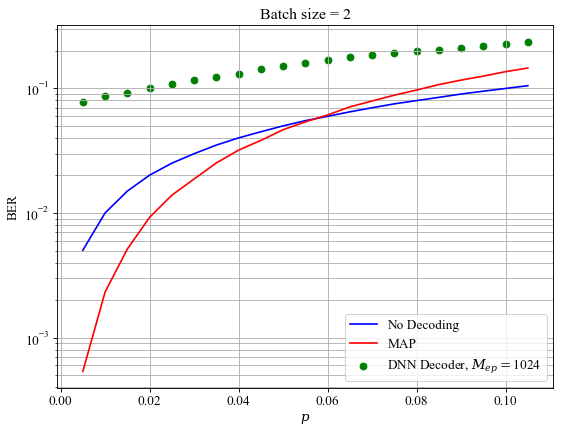 Batch size = 2
BER
10⁻¹
10⁻²
10⁻³
0.00 0.02 0.04 0.06 0.08 0.10
p
No Decoding
MAP
DNN Decoder, Mₑₚ = 1024